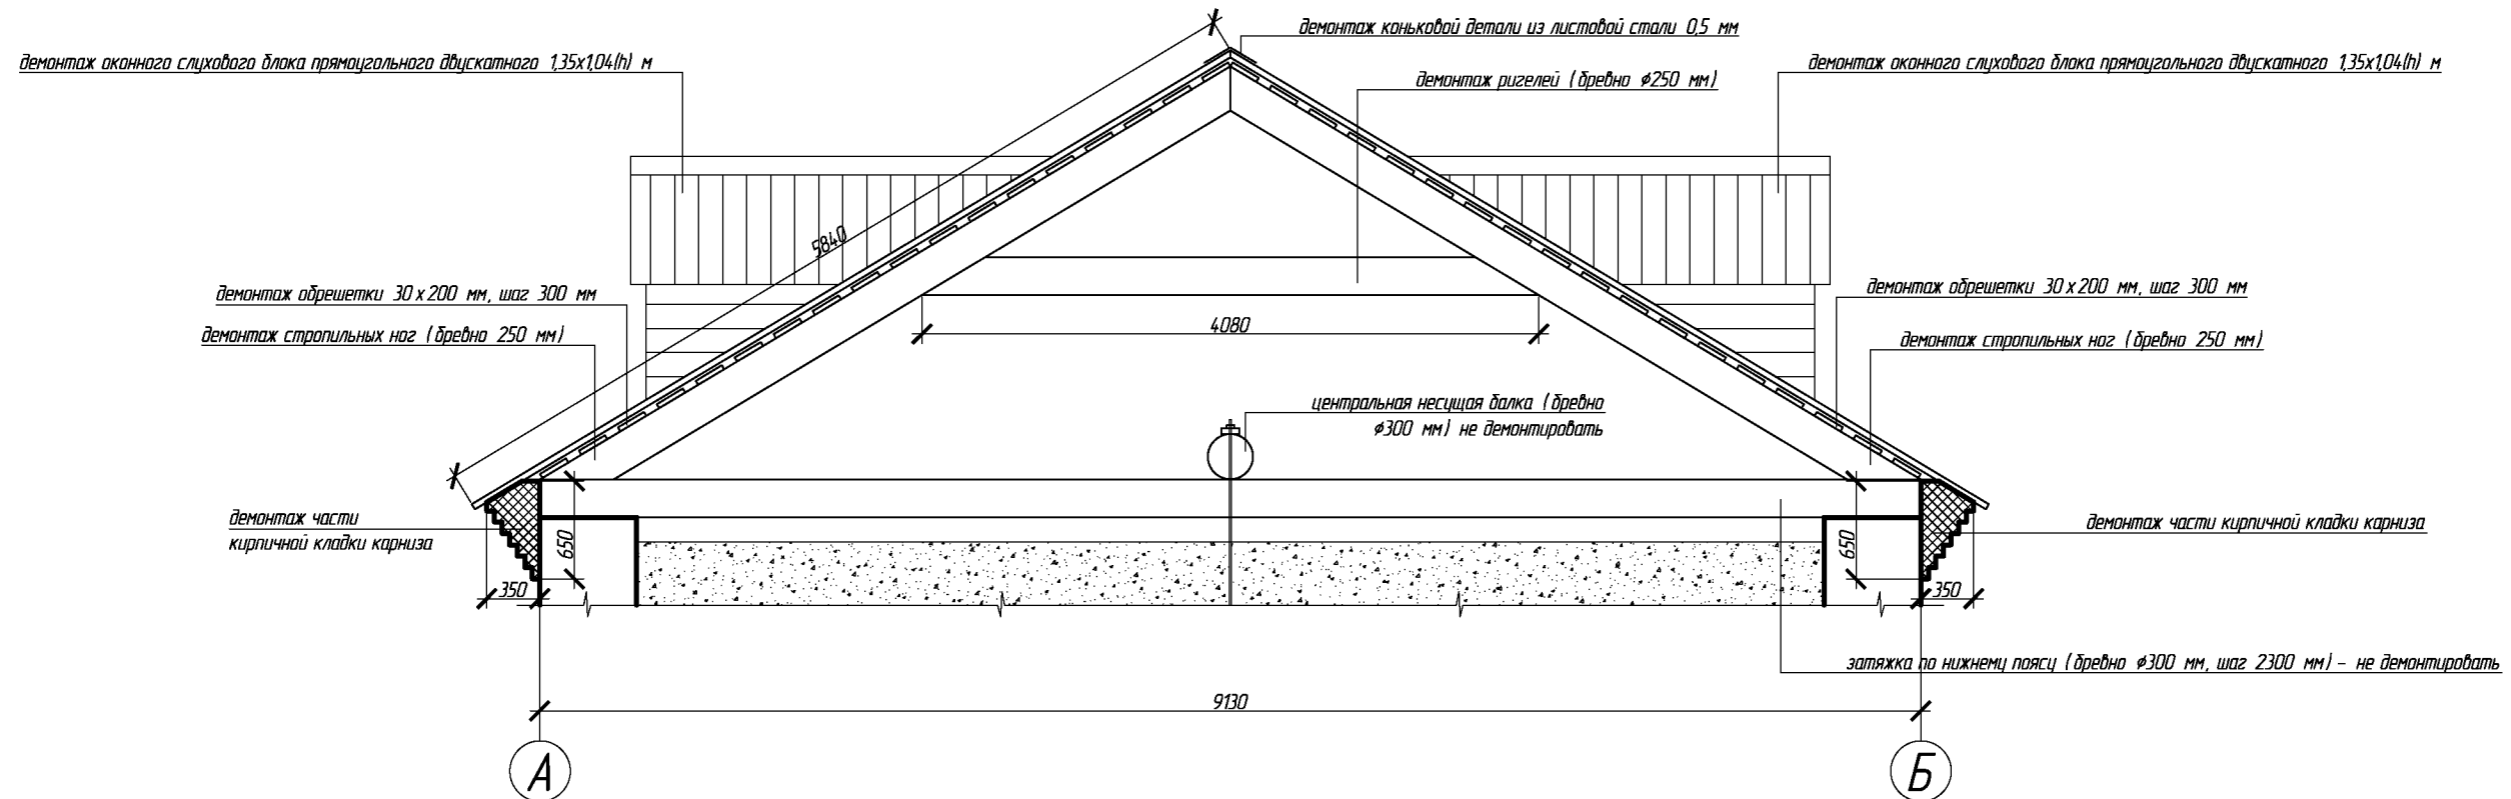 демонтаж коньковой детали из листовой стали 0,5 мм
демонтаж оконного слухового блока прямоугольного двускатного 1,35х1,04(h) м
демонтаж оконного слухового блока прямоугольного двускатного 1,35х1,04(h) м
демонтаж ригелей (бревно ϕ250 мм)
5840
демонтаж обрешетки 30х200 мм, шаг 300 мм
демонтаж обрешетки 30х200 мм, шаг 300 мм
демонтаж стропильных ног (бревно 250 мм)
4080
демонтаж стропильных ног (бревно 250 мм)
центральная несущая балка (бревно
ϕ300 мм) не демонтировать
демонтаж части
кирпичной кладки карниза
650
650
демонтаж части кирпичной кладки карниза
350
350
затяжка по нижнему поясу (бревно ϕ300 мм, шаг 2300 мм) - не демонтировать
9130
А
Б